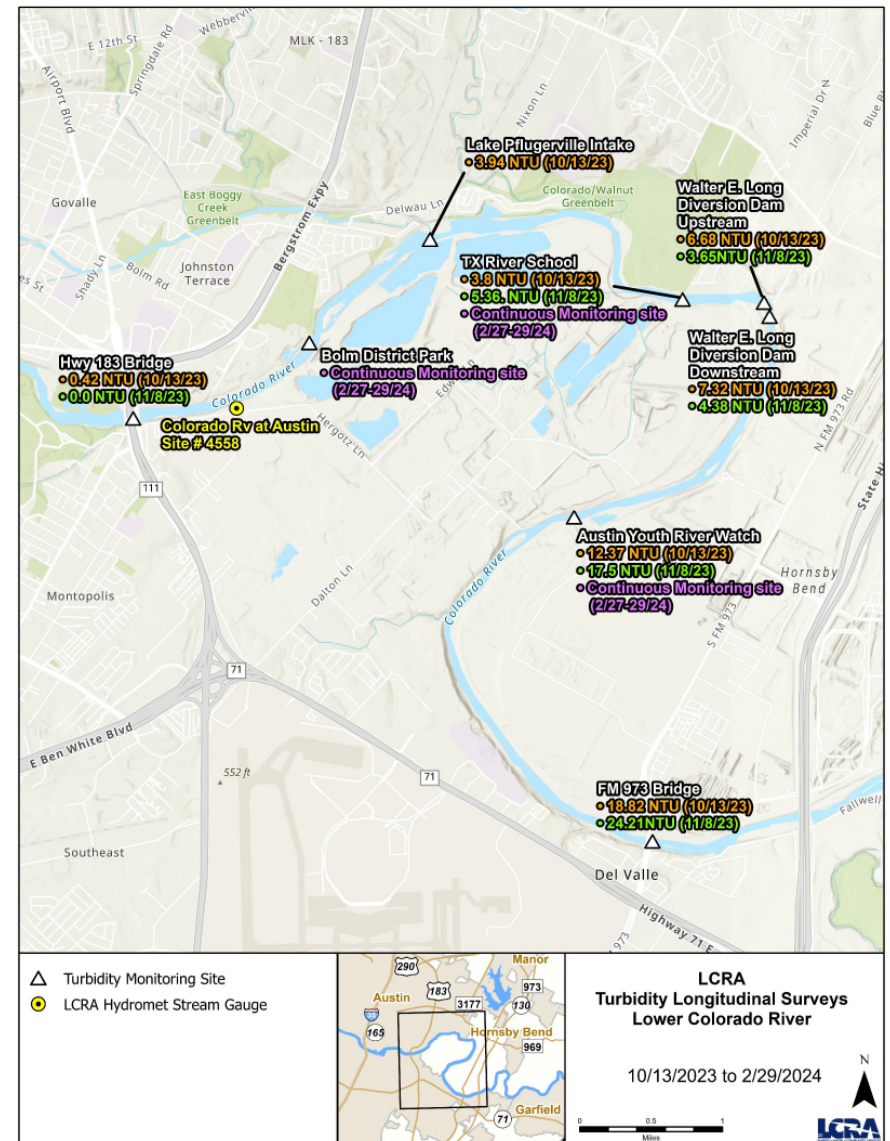 E 12th St
Springdale Rd
Webberv
MLK - 183
Airport Blvd
Nixon Ln
Imperial Dr N
Blue B
Lake Pflugerville Intake
• 3.94 NTU (10/13/23)
Govalle
East Boggy
Creek
Greenbelt
Delwau Ln
Colorado/Walnut
Greenbelt
Walter E. Long
Diversion Dam
Upstream
• 6.68 NTU (10/13/23)
• 3.65NTU (11/8/23)
Bergstrom Expy
es St
Shady Ln
Bolm Rd
Johnston
Terrace
TX River School
• 3.8 NTU (10/13/23)
• 5.36. NTU (11/8/23)
• Continuous Monitoring site
(2/27-29/24)
Walter E. Long
Diversion Dam
Downstream
• 7.32 NTU (10/13/23)
• 4.38 NTU (11/8/23)
Hwy 183 Bridge
• 0.42 NTU (10/13/23)
• 0.0 NTU (11/8/23)
Colorado River
Bolm District Park
• Continuous Monitoring site
(2/27-29/24)
Colorado Rv at Austin
Site # 4558
Hergotz Ln
N FM 973 Rd
State Hi
111
Austin Youth River Watch
• 12.37 NTU (10/13/23)
• 17.5 NTU (11/8/23)
• Continuous Monitoring site
(2/27-29/24)
Hornsby
Bend
Montopolis
Dalton Ln
Colorado River
S FM 973
71
E Ben White Blvd
552 ft
71
FM 973 Bridge
• 18.82 NTU (10/13/23)
• 24.21NTU (11/8/23)
Fallwell
Southeast
Del Valle
Highway 71 E
973
Turbidity Monitoring Site
LCRA Hydromet Stream Gauge
290
Manor
Austin
183
973
3177
130
165
Hornsby Bend
969
71
Garfield
LCRA
Turbidity Longitudinal Surveys
Lower Colorado River
10/13/2023 to 2/29/2024
N
0 0.5 1
Miles
LCRA